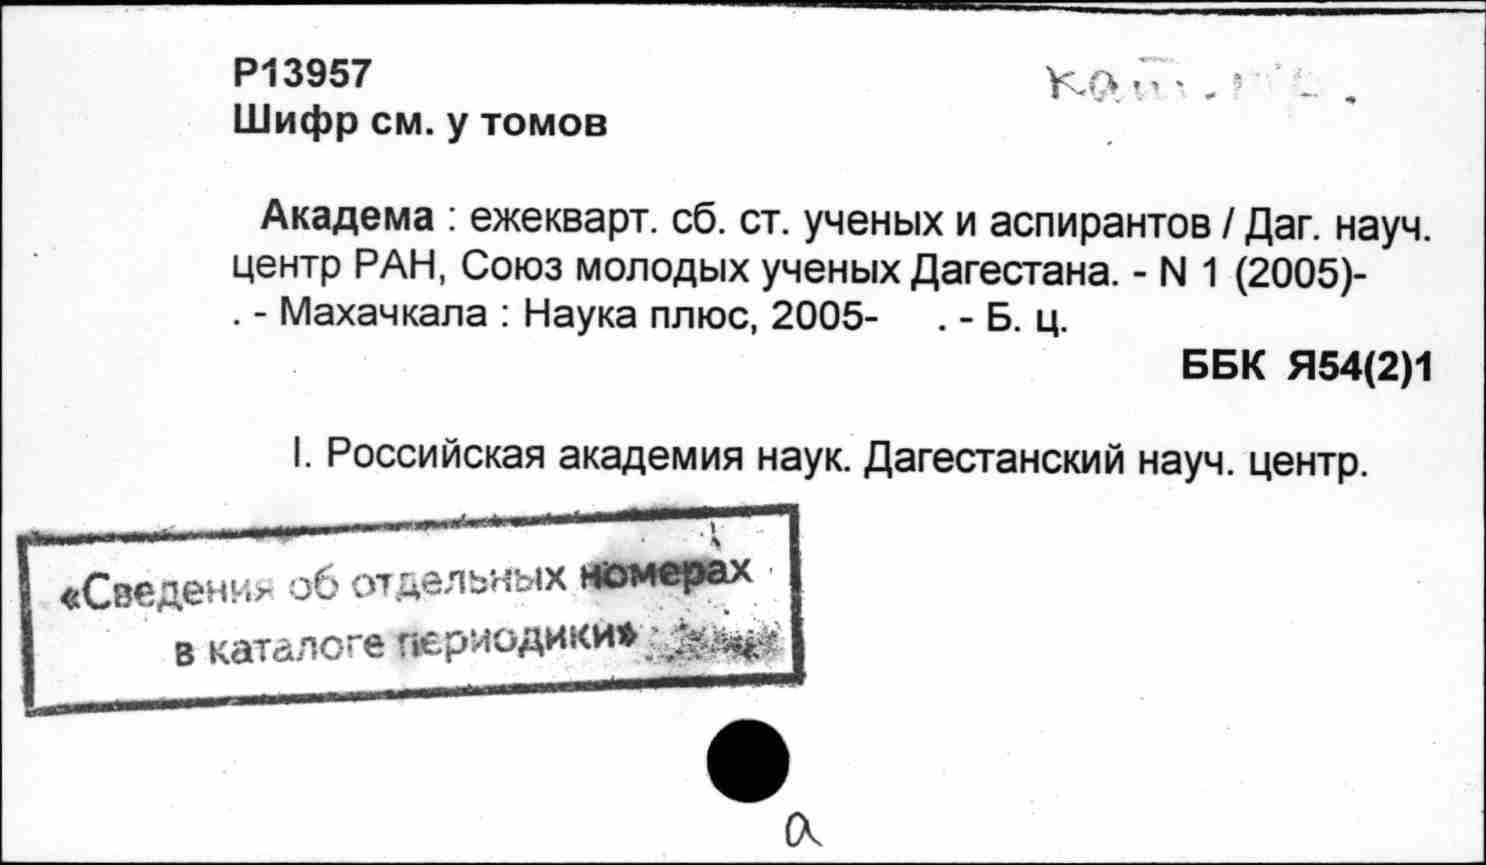 Р13957
Шифр см. у томов
Академа : ежекварт. сб. ст. ученых и аспирантов / Даг. науч.
центр РАН, Союз молодых ученых Дагестана. - N 1 (2005)-
. - Махачкала : Наука плюс, 2005- . - Б. ц.
ББК Я54(2)1
I. Российская академия наук. Дагестанский науч. центр.
«Сведения об отдельных номерах
в каталоге периодики»
а